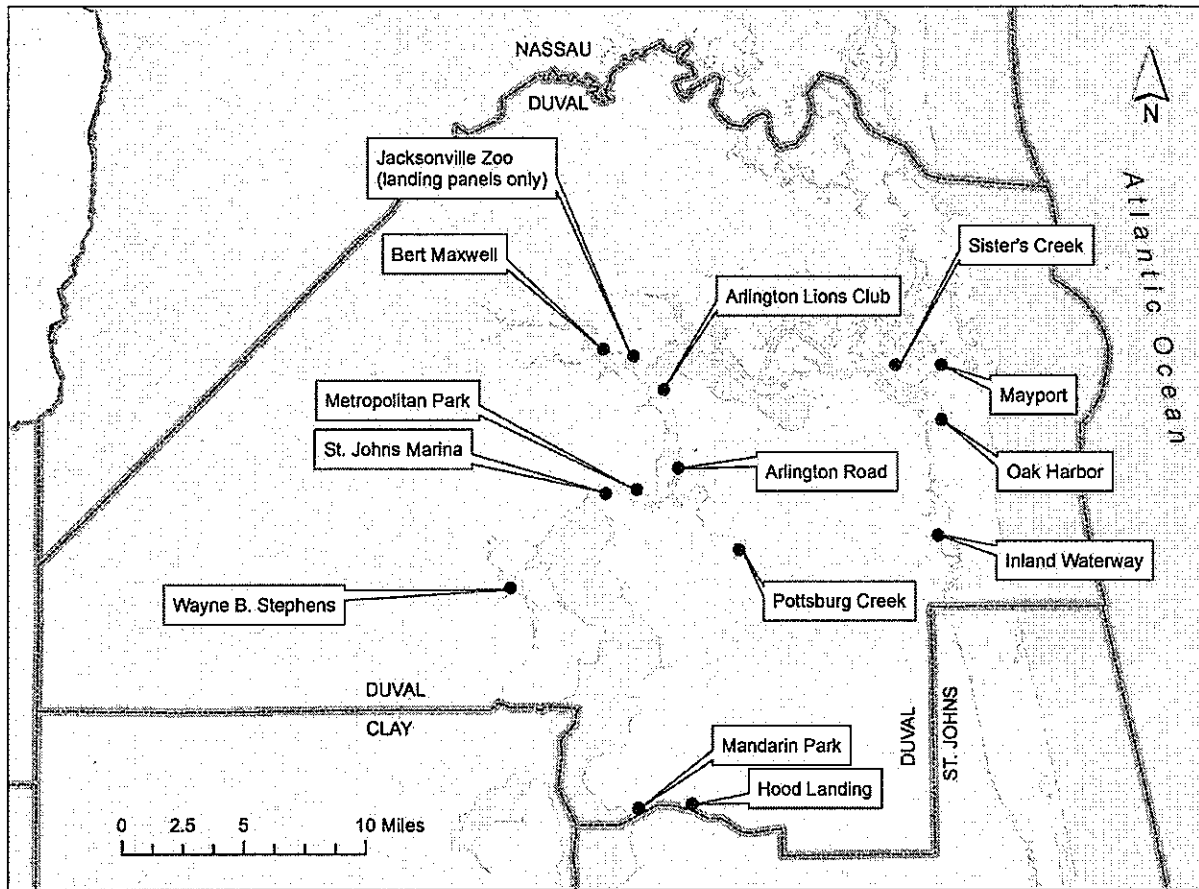 NASSAU
DUVAL
N
Jacksonville Zoo
(landing panels only)
Bert Maxwell
Arlington Lions Club
Sister's Creek
Atlantic Ocean
Metropolitan Park
St. Johns Marina
Mayport
Arlington Road
Oak Harbor
Inland Waterway
Wayne B. Stephens
Pottsburg Creek
DUVAL
CLAY
DUVAL
ST. JOHNS
Mandarin Park
Hood Landing
0 2.5 5 10 Miles